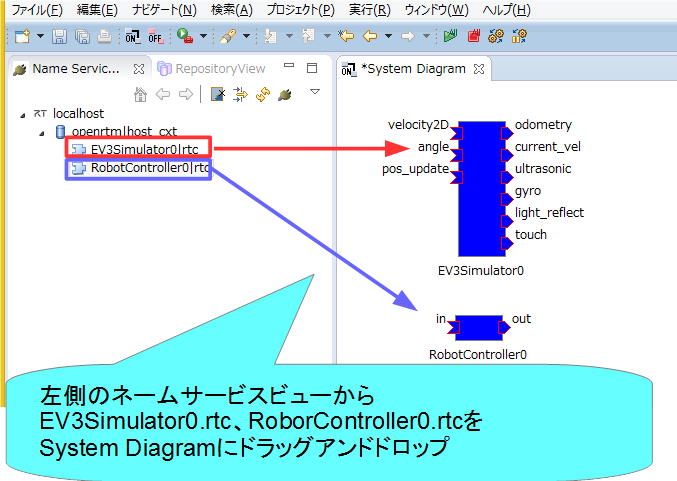 ファイル(F) 編集(E) ナビゲート(N) 検索(A) プロジェクト(P) 実行(R) ウィンドウ(W) ヘルプ(H)
ON OFF
Name Servic... RepositoryView
ON *System Diagram
RT localhost
openrtm|host_cxt
EV3Simulator0|rtc
RobotController0|rtc
velocity2D odometry
angle current_vel
pos_update ultrasonic
gyro
light_reflect
touch
EV3Simulator0
in out
RobotController0
左側のネームサービスビューから
EV3Simulator0.rtc、RoborController0.rtcを
System Diagramにドラッグアンドドロップ